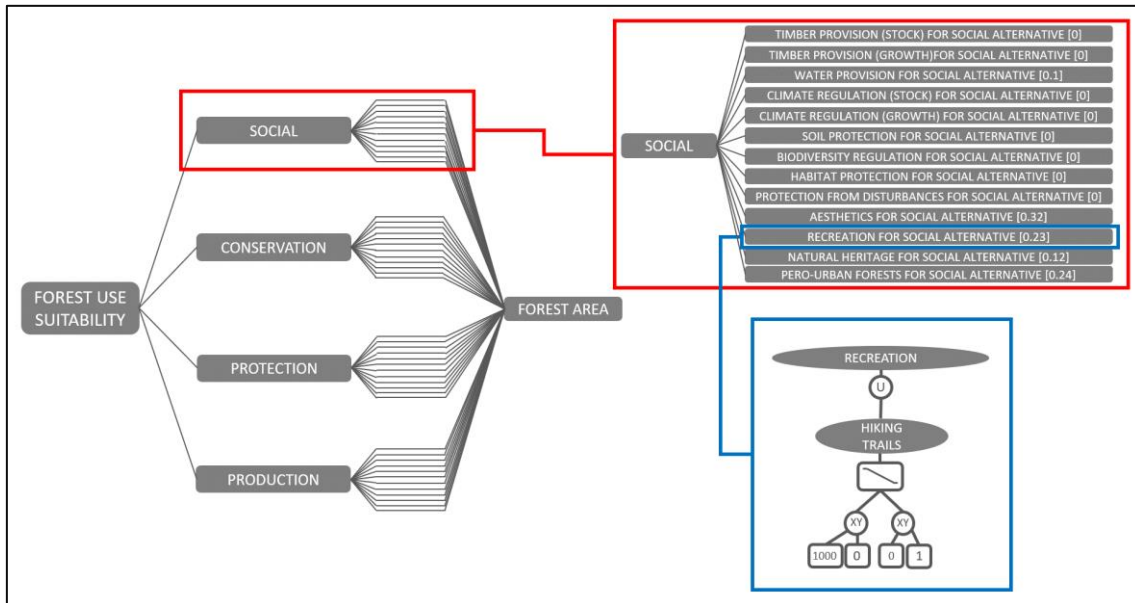 FOREST USE
SUITABILITY
SOCIAL
CONSERVATION
PROTECTION
PRODUCTION
FOREST AREA
SOCIAL
TIMBER PROVISION (STOCK) FOR SOCIAL ALTERNATIVE [0]
TIMBER PROVISION (GROWTH)FOR SOCIAL ALTERNATIVE [0]
WATER PROVISION FOR SOCIAL ALTERNATIVE [0.1]
CLIMATE REGULATION (STOCK) FOR SOCIAL ALTERNATIVE [0]
CLIMATE REGULATION (GROWTH) FOR SOCIAL ALTERNATIVE [0]
SOIL PROTECTION FOR SOCIAL ALTERNATIVE [0]
BIODIVERSITY REGULATION FOR SOCIAL ALTERNATIVE [0]
HABITAT PROTECTION FOR SOCIAL ALTERNATIVE [0]
PROTECTION FROM DISTURBANCES FOR SOCIAL ALTERNATIVE [0]
AESTHETICS FOR SOCIAL ALTERNATIVE [0.32]
RECREATION FOR SOCIAL ALTERNATIVE [0.23]
NATURAL HERITAGE FOR SOCIAL ALTERNATIVE [0.12]
PERO-URBAN FORESTS FOR SOCIAL ALTERNATIVE [0.24]
RECREATION
U
HIKING
TRAILS
XY XY
1000 0 0 1